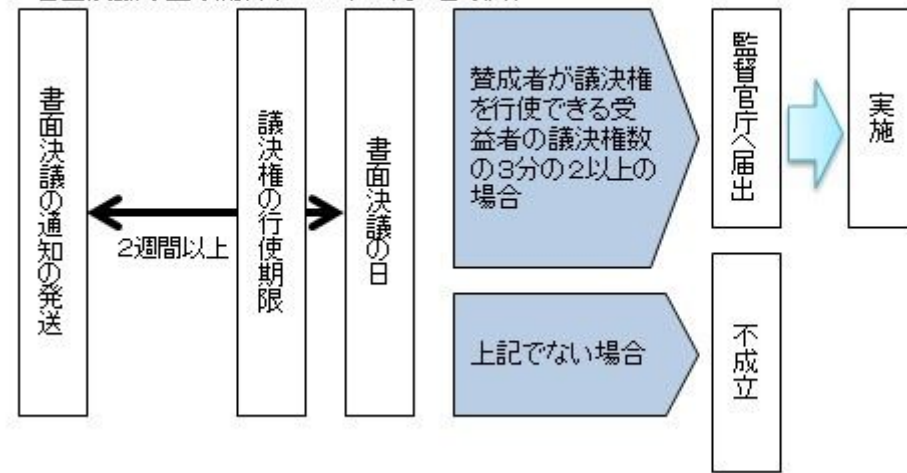 書面決議の通知の発送
2週間以上
議決権の行使期限
書面決議の日
賛成者が議決権
を行使できる受
益者の議決権数
の3分の2以上の
場合
監督官庁へ届出
実施
上記でない場合
不成立